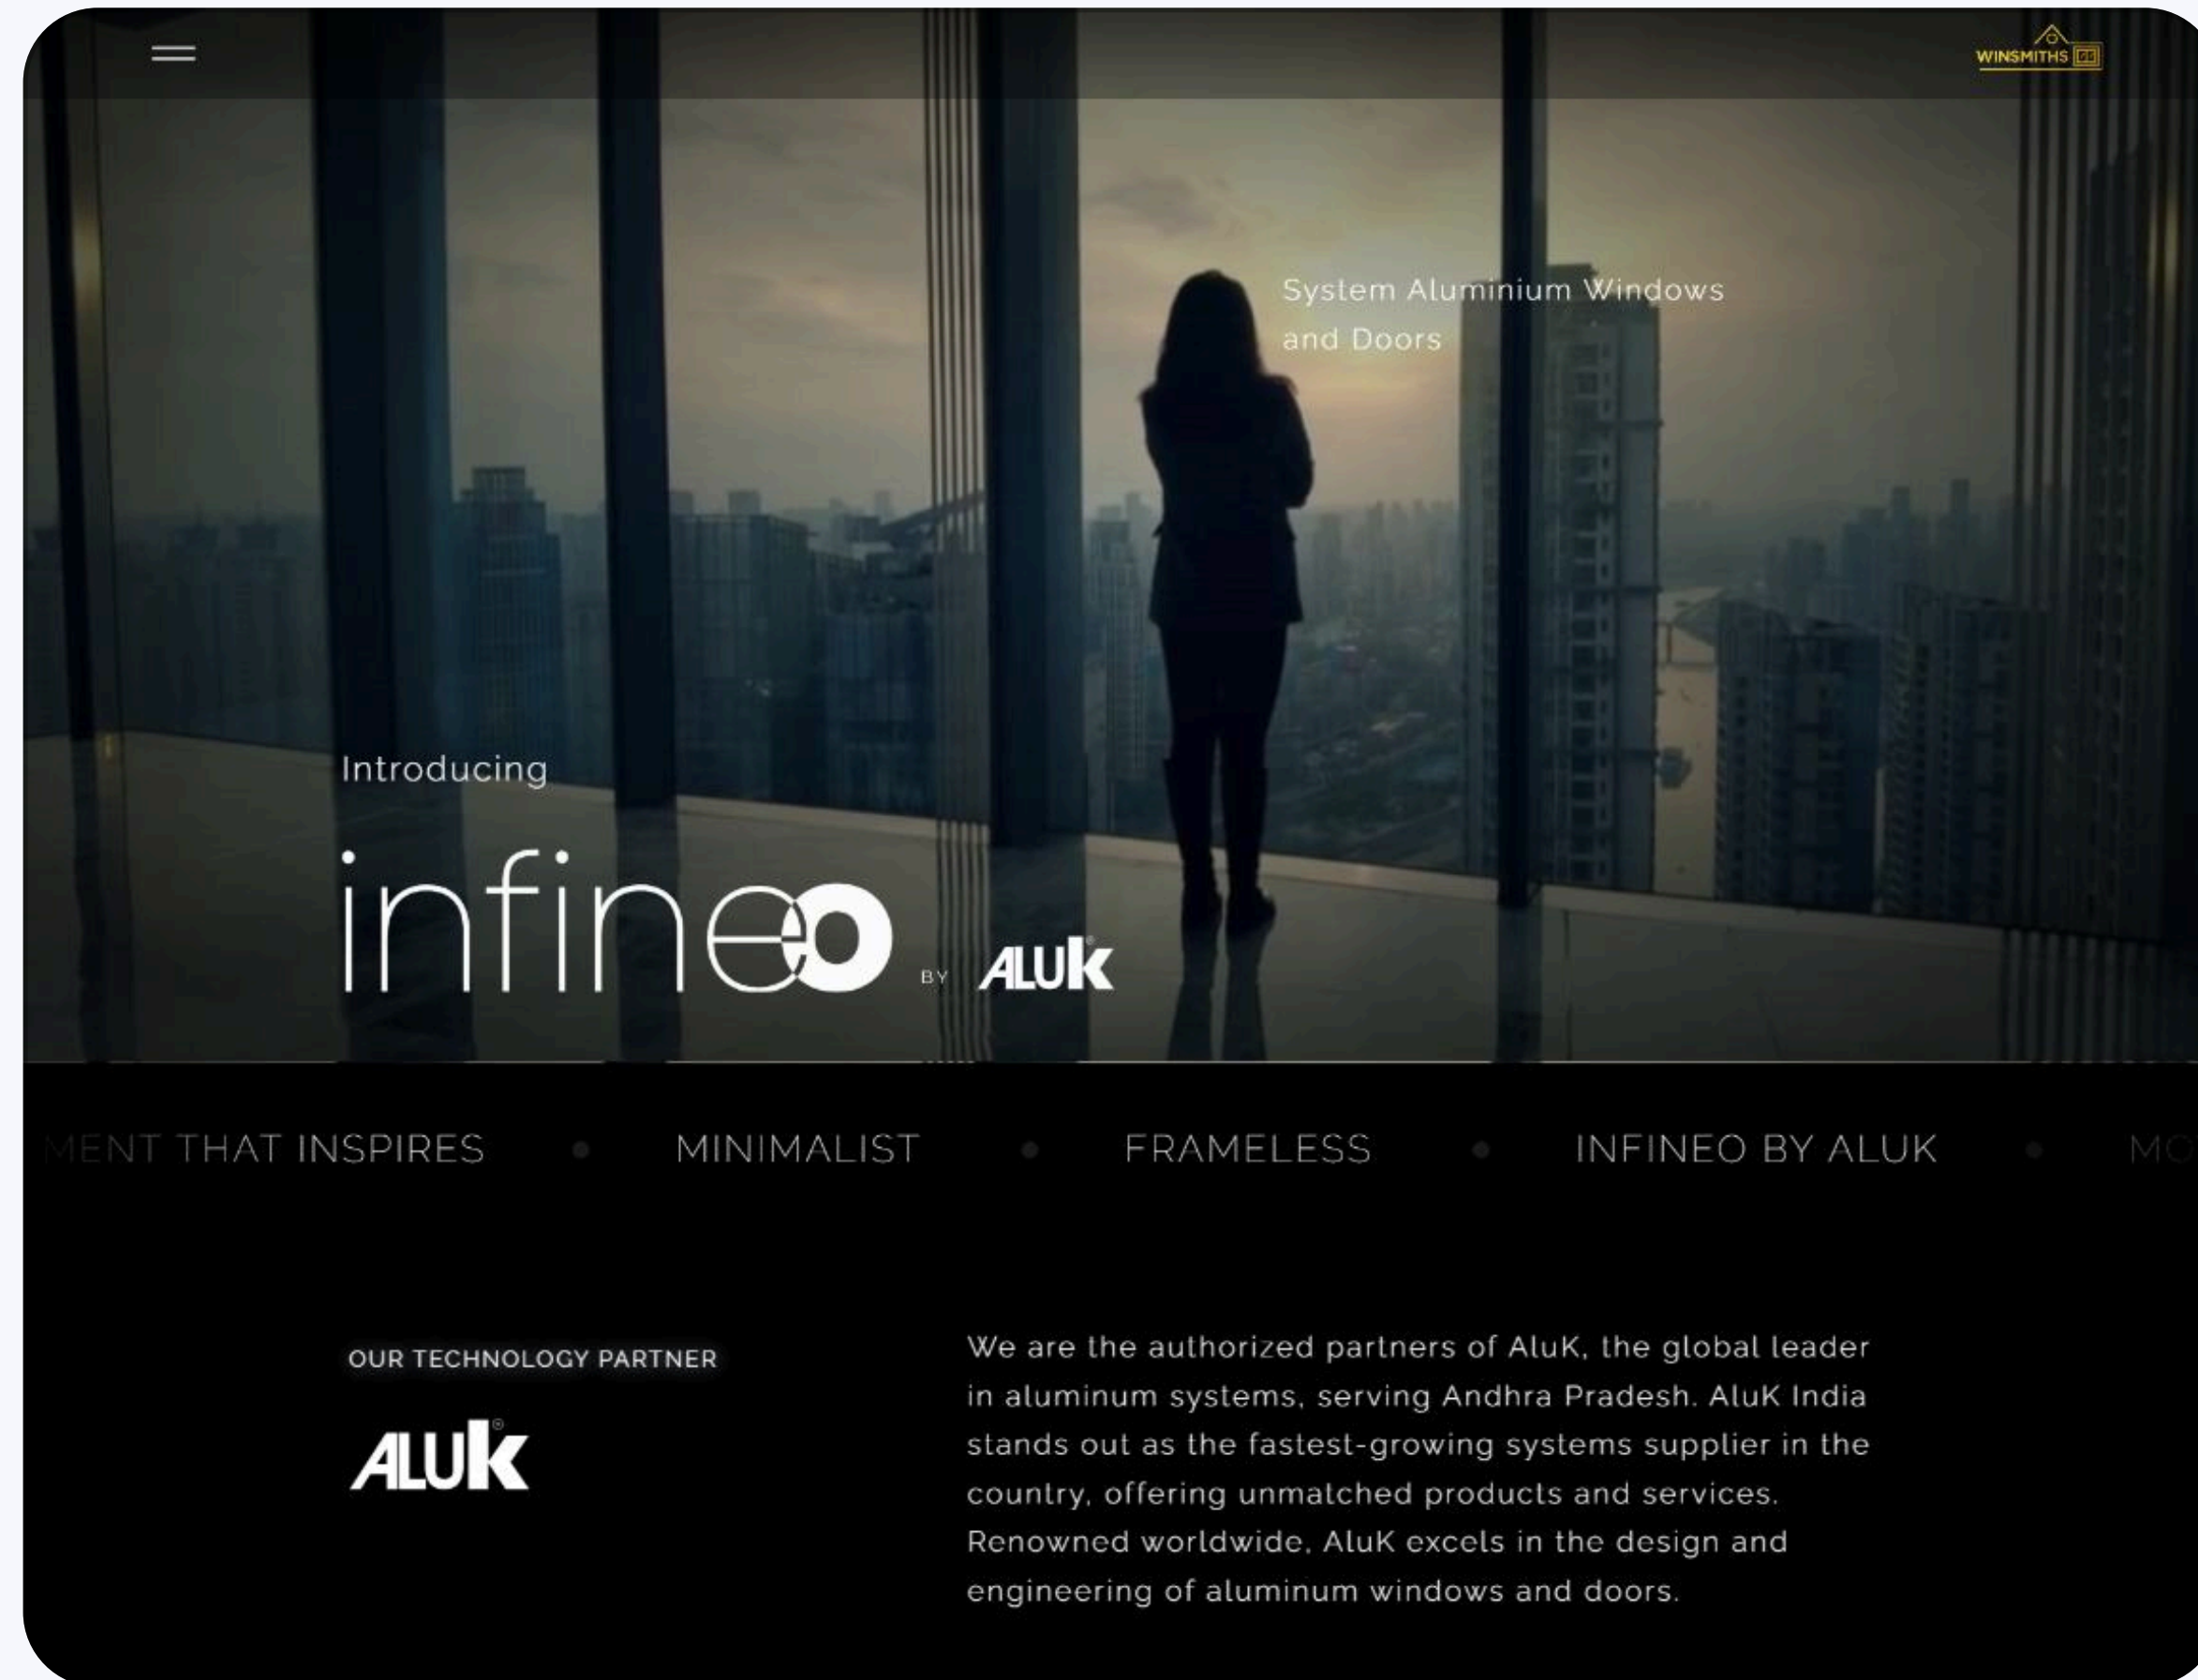 WINSMITHS
System Aluminium Windows
and Doors
Introducing
infineo BY ALUK®
MENT THAT INSPIRES • MINIMALIST • FRAMELESS • INFINEO BY ALUK • MO
OUR TECHNOLOGY PARTNER
ALUK®
We are the authorized partners of AluK, the global leader
in aluminum systems, serving Andhra Pradesh. AluK India
stands out as the fastest-growing systems supplier in the
country, offering unmatched products and services.
Renowned worldwide, AluK excels in the design and
engineering of aluminum windows and doors.